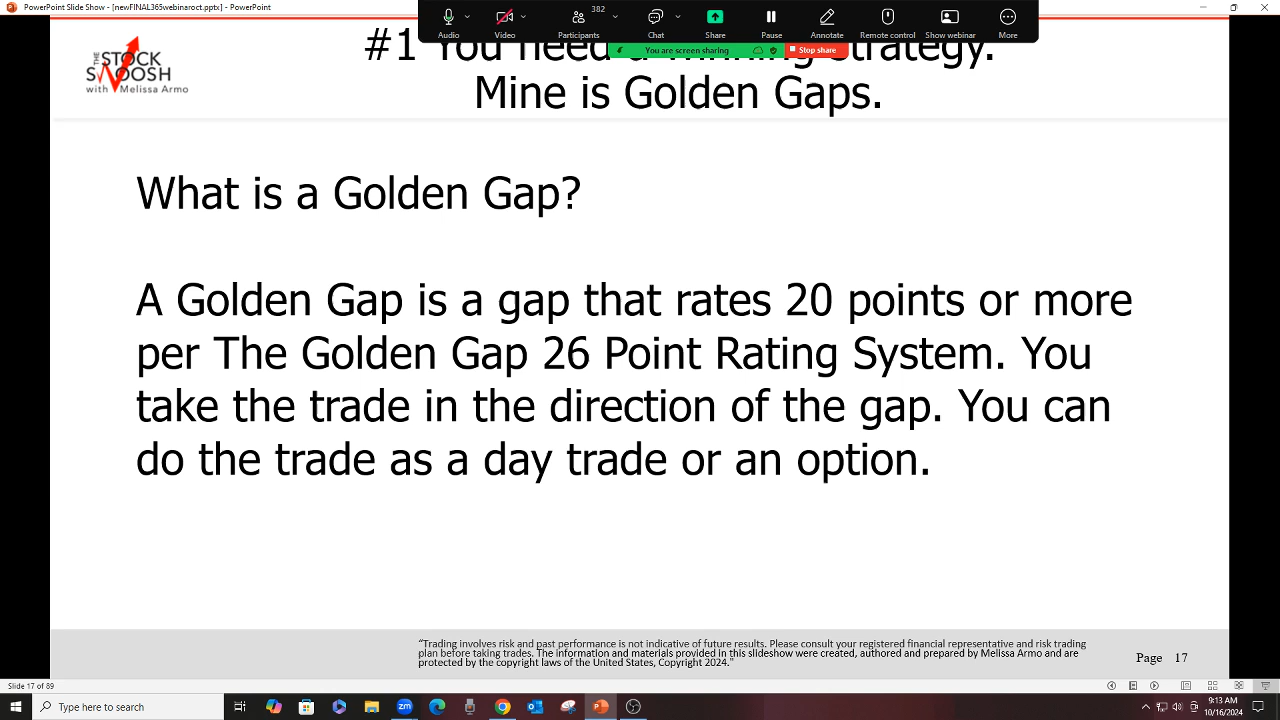 PowerPoint Slide Show - [newFINAL365webinaroct.pptx] - PowerPoint
382
Audio Video Participants Chat Share Pause Annotate Remote control Show webinar More
You are screen sharing Stop share
THE STOCK SWOOSH
with Melissa Armo
#1 You need a winning strategy.
Mine is Golden Gaps.
What is a Golden Gap?
A Golden Gap is a gap that rates 20 points or more
per The Golden Gap 26 Point Rating System. You
take the trade in the direction of the gap. You can
do the trade as a day trade or an option.
"Trading involves risk and past performance is not indicative of future results. Please consult your registered financial representative and risk trading
plan before taking trades. The information and materials provided in this slideshow were created, authored and prepared by Melissa Armo and are
protected by the copyright laws of the United States, Copyright 2024."
Page 17
Slide 17 of 89
Type here to search
9:13 AM
10/16/2024